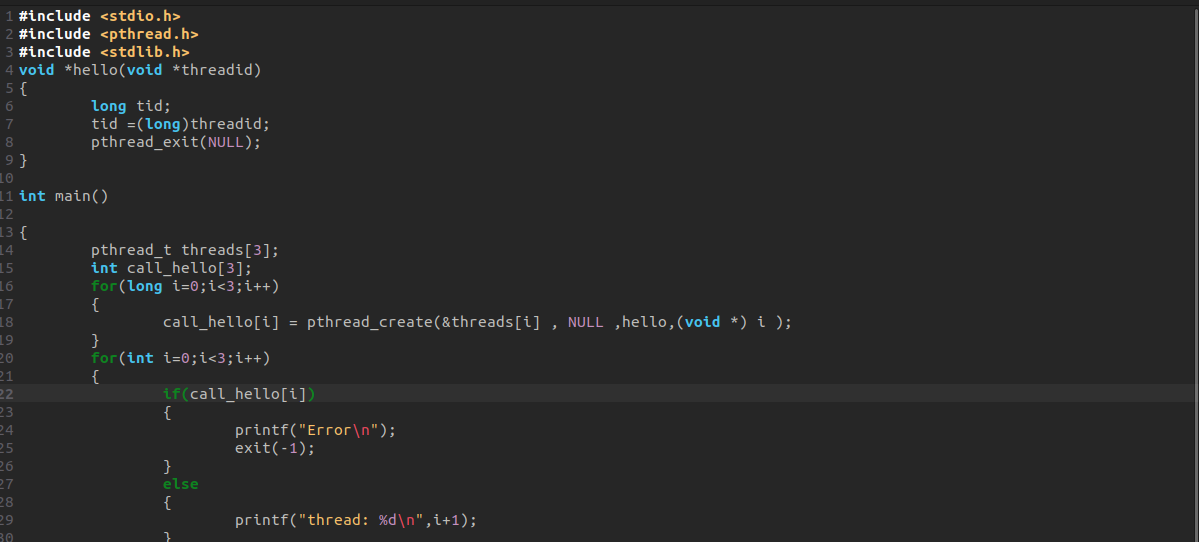 1 #include <stdio.h>
2 #include <pthread.h>
3 #include <stdlib.h>
4 void *hello(void *threadid)
5 {
6         long tid;
7         tid =(long)threadid;
8         pthread_exit(NULL);
9 }
10
11 int main()
12
13 {
14         pthread_t threads[3];
15         int call_hello[3];
16         for(long i=0;i<3;i++)
17         {
18                 call_hello[i] = pthread_create(&threads[i] , NULL ,hello,(void *) i );
19         }
20         for(int i=0;i<3;i++)
21         {
22                 if(call_hello[i])
23                 {
24                         printf("Error\n");
25                         exit(-1);
26                 }
27                 else
28                 {
29                         printf("thread: %d\n",i+1);
30                 }